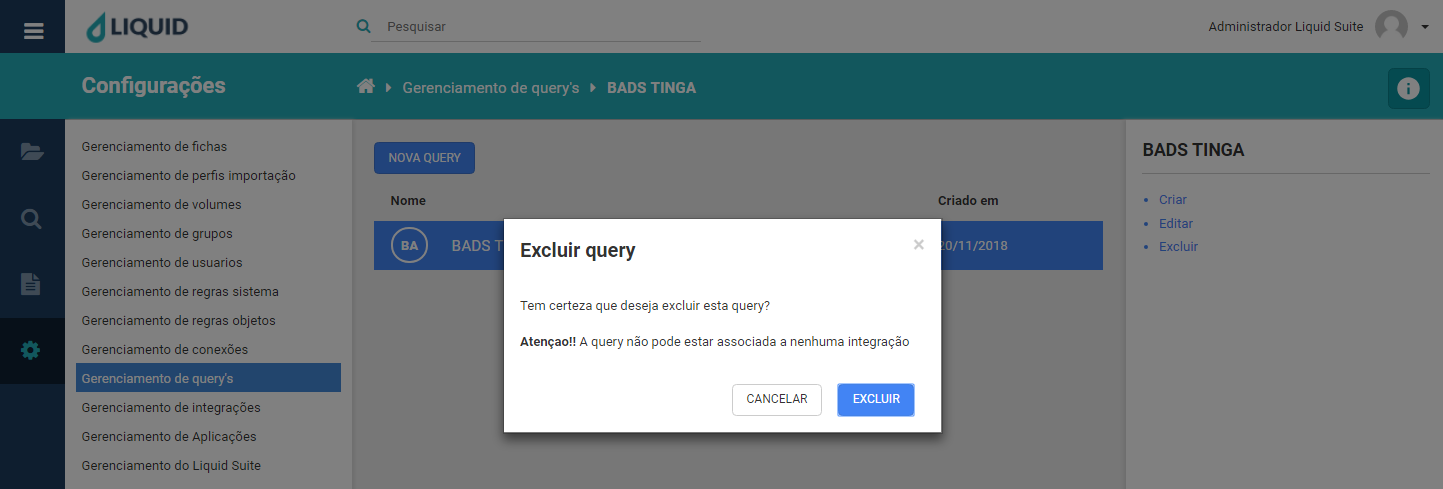 LIQUID
Pesquisar
Administrador Liquid Suite
Configurações
Gerenciamento de query's
BADS TINGA
Gerenciamento de fichas
Gerenciamento de perfis importação
Gerenciamento de volumes
Gerenciamento de grupos
Gerenciamento de usuarios
Gerenciamento de regras sistema
Gerenciamento de regras objetos
Gerenciamento de conexões
Gerenciamento de query's
Gerenciamento de integrações
Gerenciamento de Aplicações
Gerenciamento do Liquid Suite
NOVA QUERY
Nome Criado em
BA BADS T 20/11/2018
Excluir query ×
Tem certeza que deseja excluir esta query?
Atençao!! A query não pode estar associada a nenhuma integração
CANCELAR EXCLUIR
BADS TINGA
Criar
Editar
Excluir